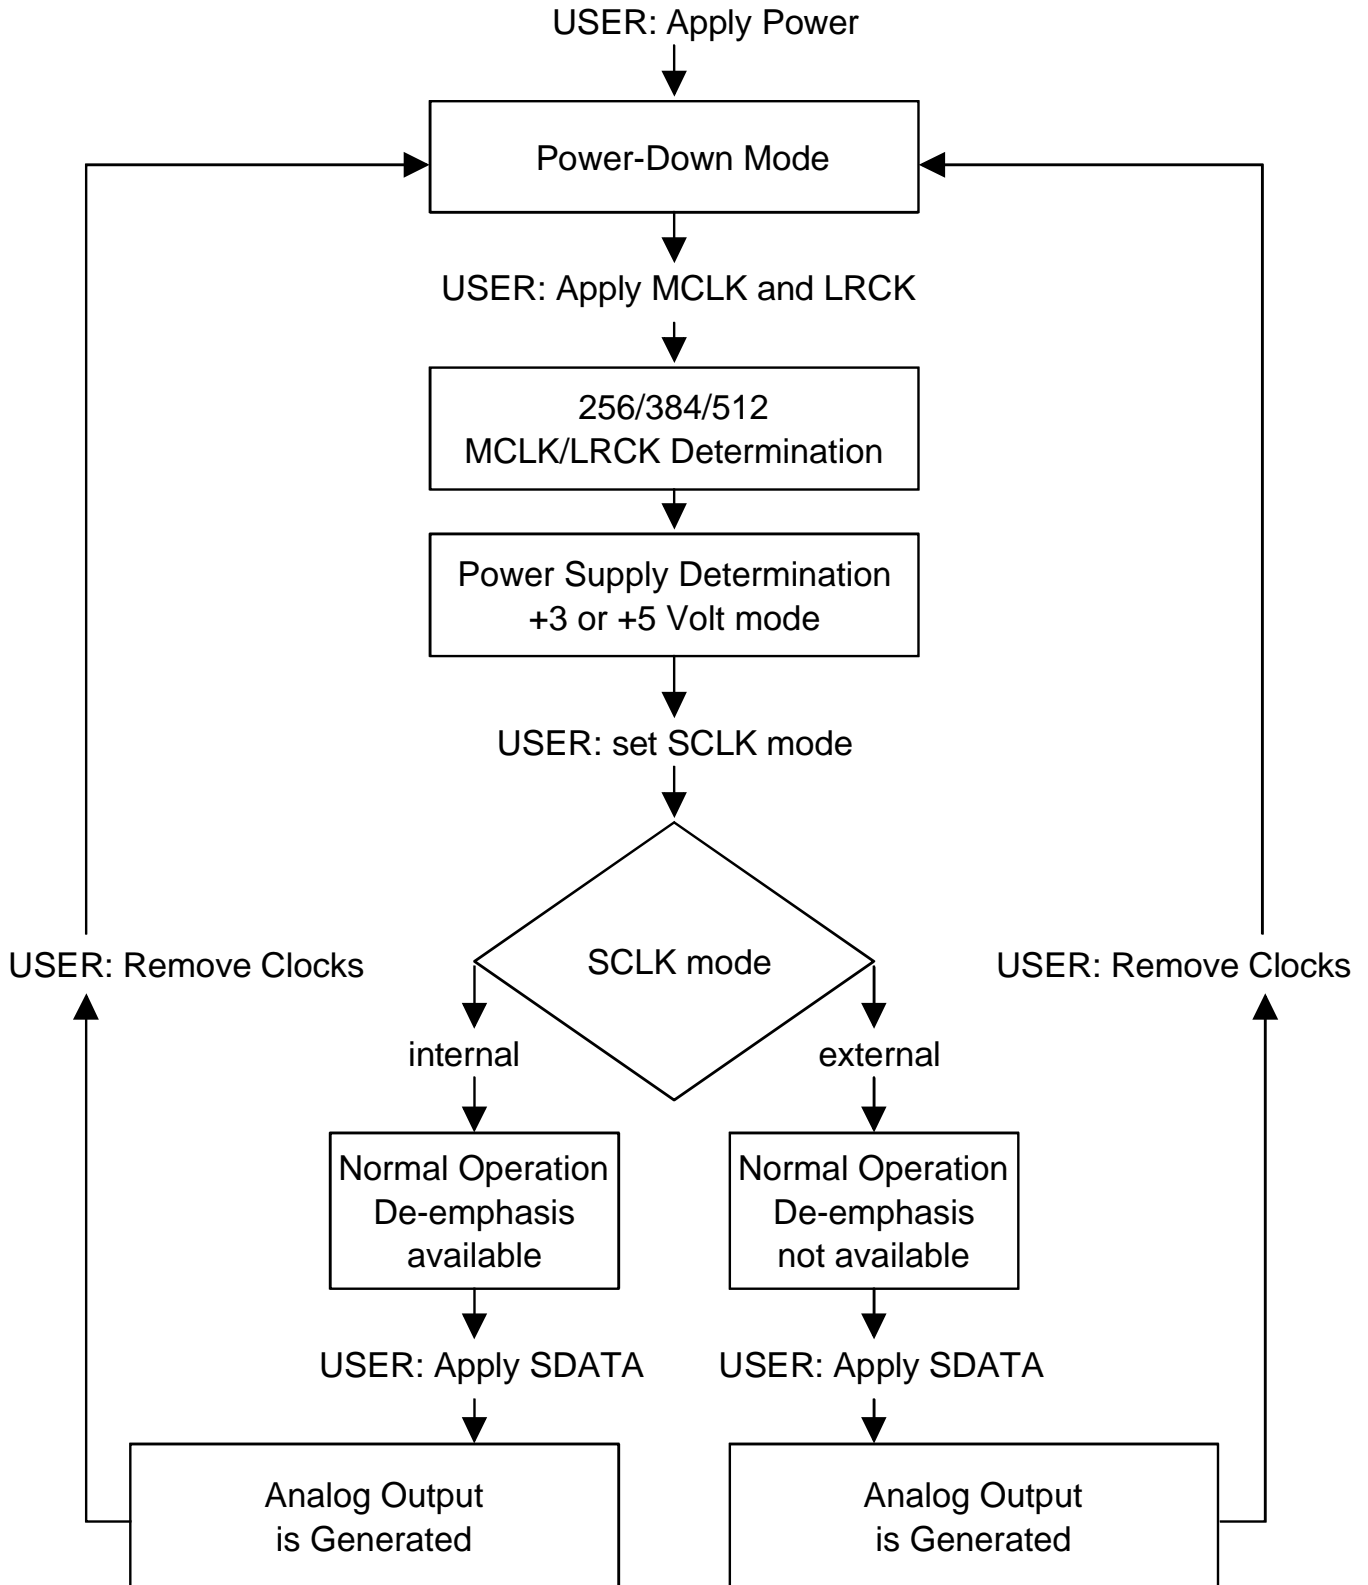 USER: Apply Power
Power-Down Mode
USER: Apply MCLK and LRCK
256/384/512
MCLK/LRCK Determination
Power Supply Determination
+3 or +5 Volt mode
USER: set SCLK mode
SCLK mode
USER: Remove Clocks
USER: Remove Clocks
internal
external
Normal Operation
De-emphasis
available
Normal Operation
De-emphasis
not available
USER: Apply SDATA
USER: Apply SDATA
Analog Output
is Generated
Analog Output
is Generated